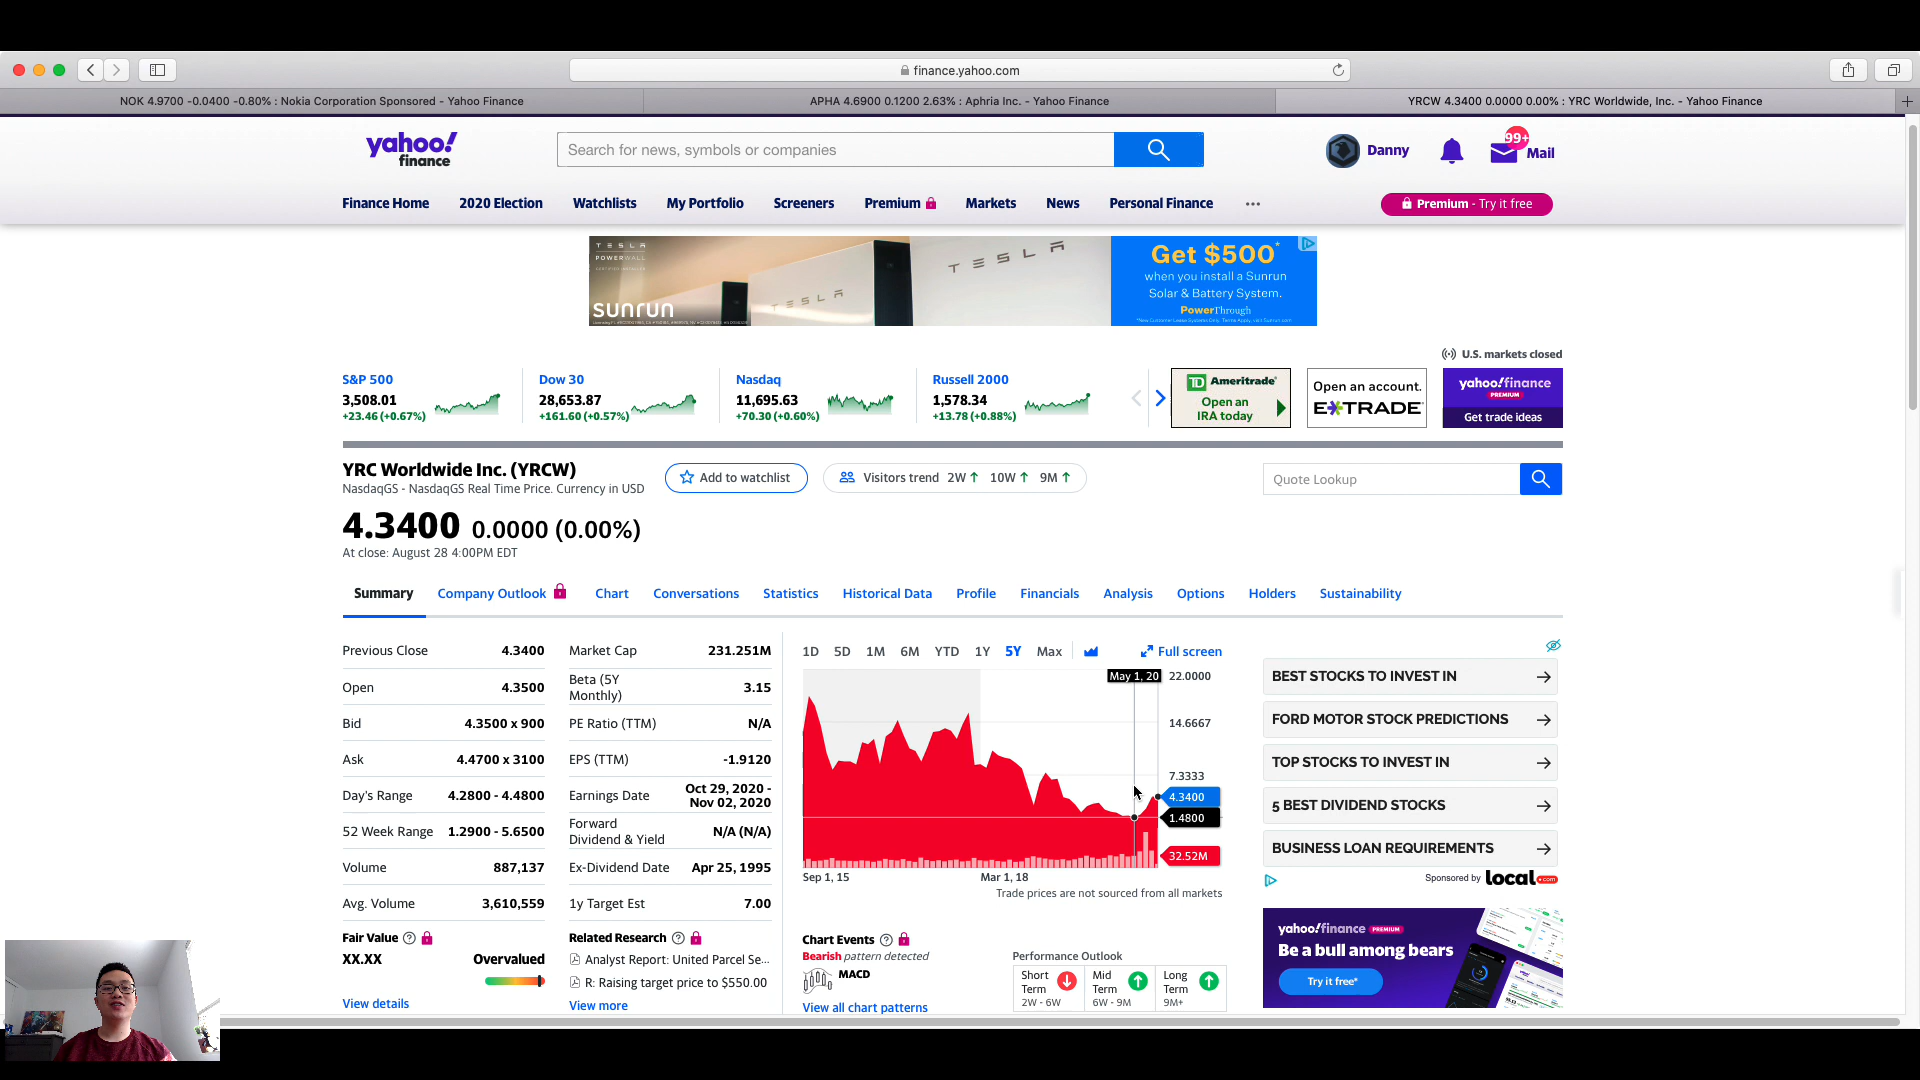 finance.yahoo.com
NOK 4.9700 -0.0400 -0.80% : Nokia Corporation Sponsored - Yahoo Finance
APHA 4.6900 0.1200 2.63% : Aphria Inc. - Yahoo Finance
YRCW 4.3400 0.0000 0.00% : YRC Worldwide, Inc. - Yahoo Finance
yahoo!
finance
Search for news, symbols or companies
Danny
99+
Mail
Finance Home 2020 Election Watchlists My Portfolio Screeners Premium Markets News Personal Finance ...
Premium - Try it free
TESLA
POWERWALL
CERTIFIED INSTALLER
sunrun
TESLA
TESLA
Get $500*
when you install a Sunrun
Solar & Battery System.
PowerThrough
U.S. markets closed
S&P 500
3,508.01
+23.46 (+0.67%)
Dow 30
28,653.87
+161.60 (+0.57%)
Nasdaq
11,695.63
+70.30 (+0.60%)
Russell 2000
1,578.34
+13.78 (+0.88%)
TD Ameritrade
Open an
IRA today
Open an account.
E*TRADE
yahoo!finance
PREMIUM
Get trade ideas
YRC Worldwide Inc. (YRCW)
NasdaqGS - NasdaqGS Real Time Price. Currency in USD
Add to watchlist
Visitors trend 2W↑ 10W↑ 9M↑
Quote Lookup
4.3400 0.0000 (0.00%)
At close: August 28 4:00PM EDT
Summary Company Outlook Chart Conversations Statistics Historical Data Profile Financials Analysis Options Holders Sustainability
Previous Close 4.3400
Open 4.3500
Bid 4.3500 x 900
Ask 4.4700 x 3100
Day's Range 4.2800 - 4.4800
52 Week Range 1.2900 - 5.6500
Volume 887,137
Avg. Volume 3,610,559
Market Cap 231.251M
Beta (5Y
Monthly) 3.15
PE Ratio (TTM) N/A
EPS (TTM) -1.9120
Earnings Date Oct 29, 2020 -
Nov 02, 2020
Forward
Dividend & Yield N/A (N/A)
Ex-Dividend Date Apr 25, 1995
1y Target Est 7.00
Fair Value
XX.XX Overvalued
View details
Related Research
Analyst Report: United Parcel Se...
R: Raising target price to $550.00
View more
1D 5D 1M 6M YTD 1Y 5Y Max Full screen
May 1, 20
22.0000
14.6667
7.3333
4.3400
1.4800
32.52M
Sep 1, 15 Mar 1, 18
Trade prices are not sourced from all markets
Chart Events
Bearish pattern detected
MACD
View all chart patterns
Performance Outlook
Short
Term
2W - 6W
Mid
Term
6W - 9M
Long
Term
9M+
BEST STOCKS TO INVEST IN
FORD MOTOR STOCK PREDICTIONS
TOP STOCKS TO INVEST IN
5 BEST DIVIDEND STOCKS
BUSINESS LOAN REQUIREMENTS
Sponsored by local.com
yahoo!finance PREMIUM
Be a bull among bears
Try it free*